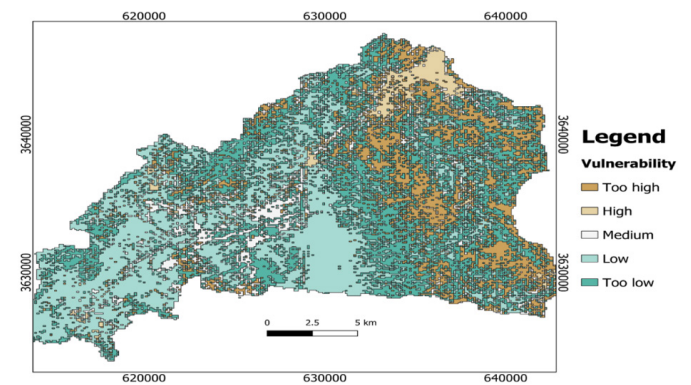 620000 630000 640000
3640000 3640000
3630000 3630000
Legend
Vulnerability
Too high
High
Medium
Low
Too low
0 2.5 5 km
620000 630000 640000